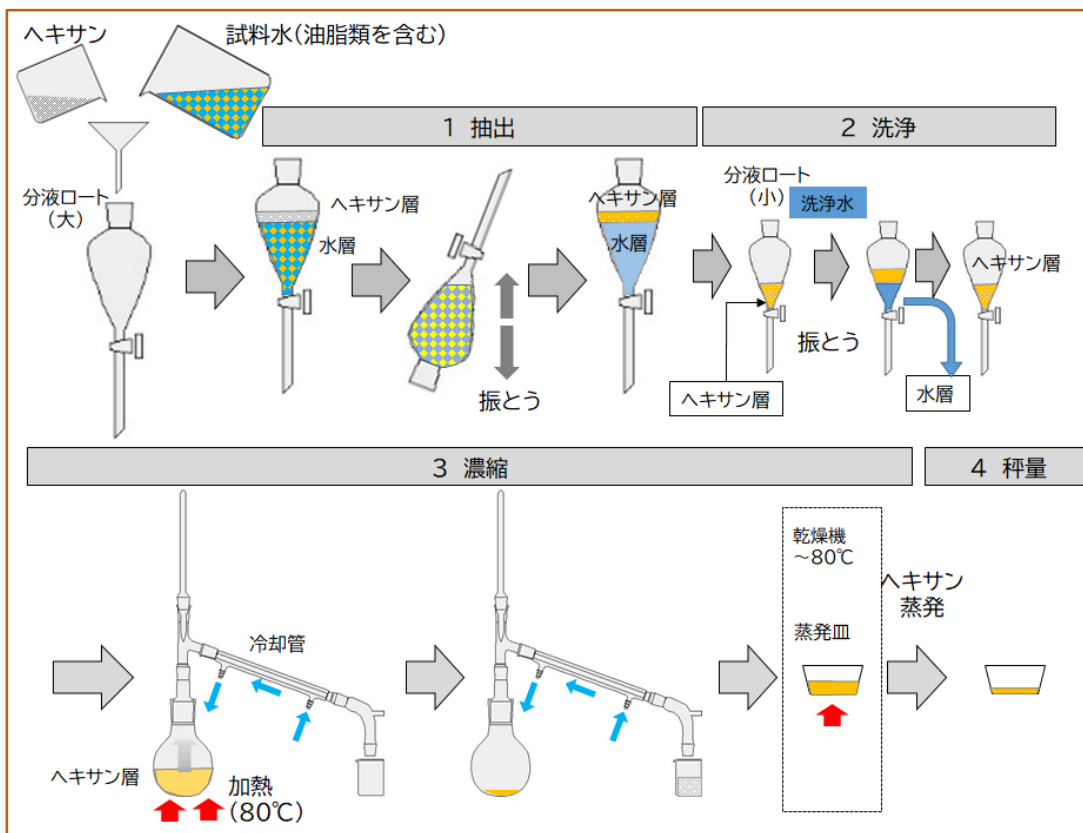 ヘキサン
試料水(油脂類を含む)
1 抽出
2 洗浄
分液ロート
(大)
ヘキサン層
水層
振とう
ヘキサン層
水層
分液ロート
(小)
洗浄水
ヘキサン層
振とう
水層
ヘキサン層
3 濃縮
4 秤量
冷却管
ヘキサン層
加熱
(80℃)
乾燥機
~80℃
蒸発皿
ヘキサン
蒸発